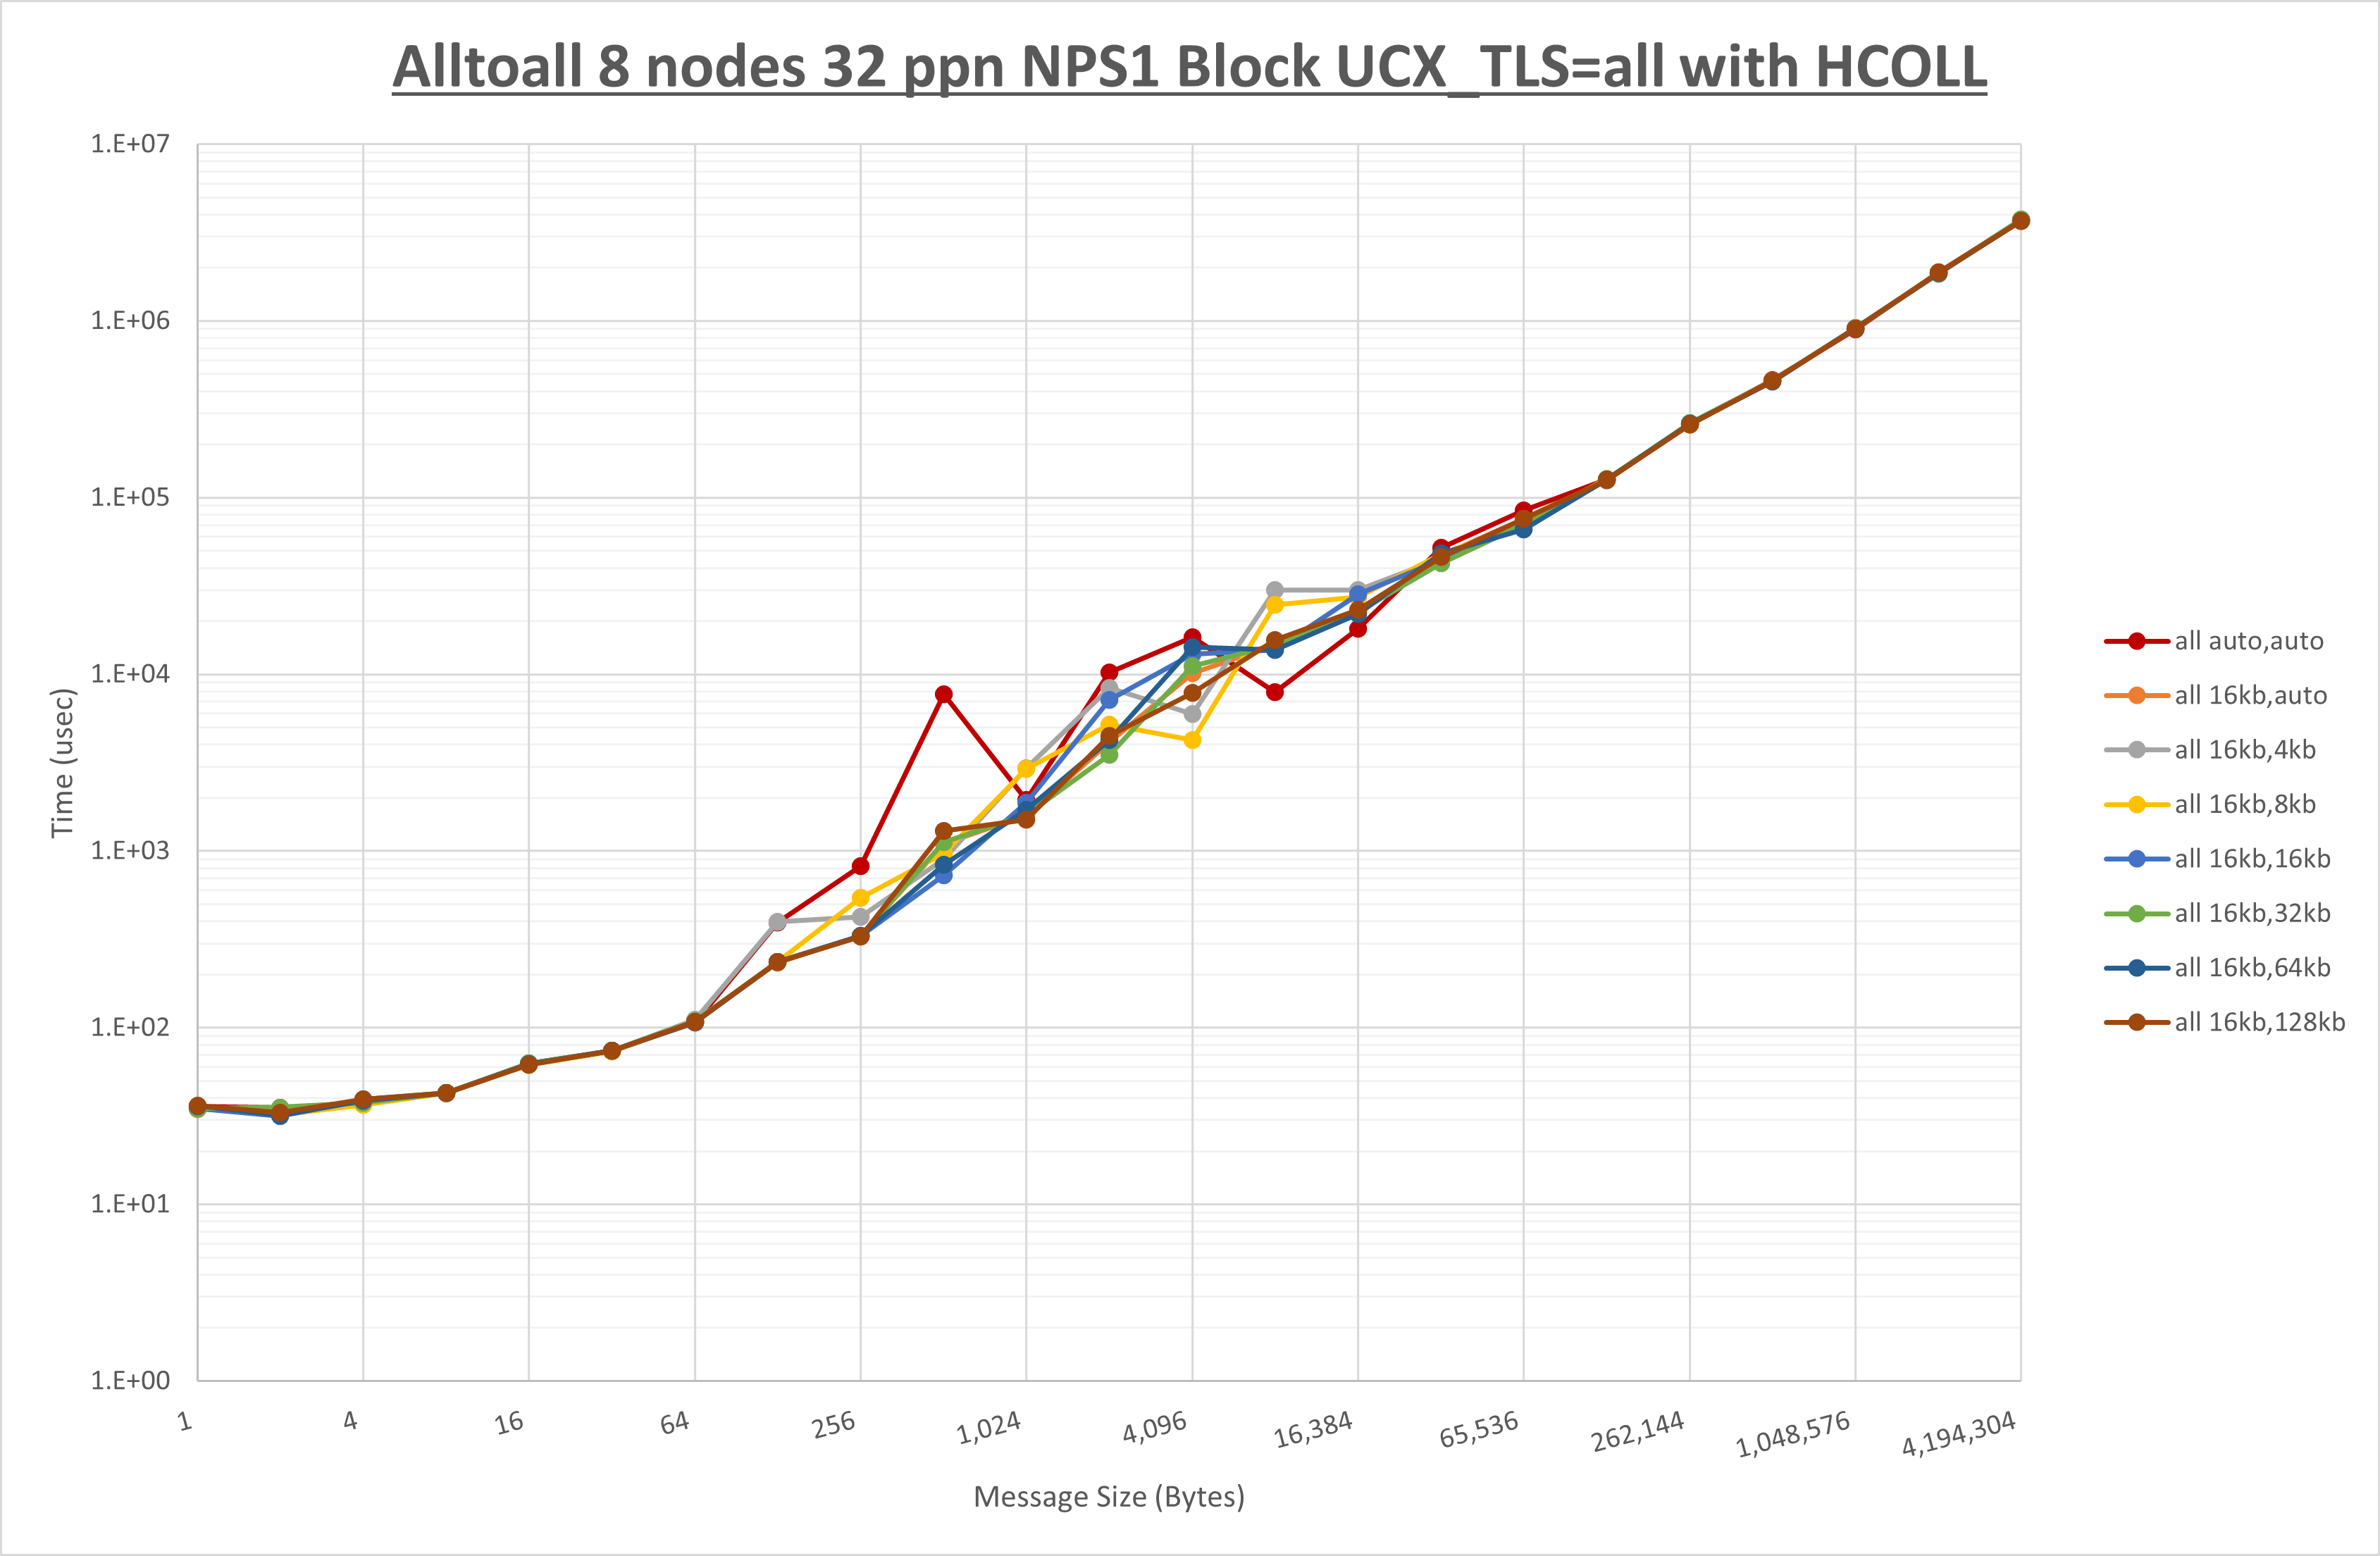 Alltoall 8 nodes 32 ppn NPS1 Block UCX_TLS=all with HCOLL
1.E+07
1.E+06
1.E+05
1.E+04
1.E+03
1.E+02
1.E+01
1.E+00
Time (usec)
1
4
16
64
256
1,024
4,096
16,384
65,536
262,144
1,048,576
4,194,304
Message Size (Bytes)
all auto,auto
all 16kb,auto
all 16kb,4kb
all 16kb,8kb
all 16kb,16kb
all 16kb,32kb
all 16kb,64kb
all 16kb,128kb